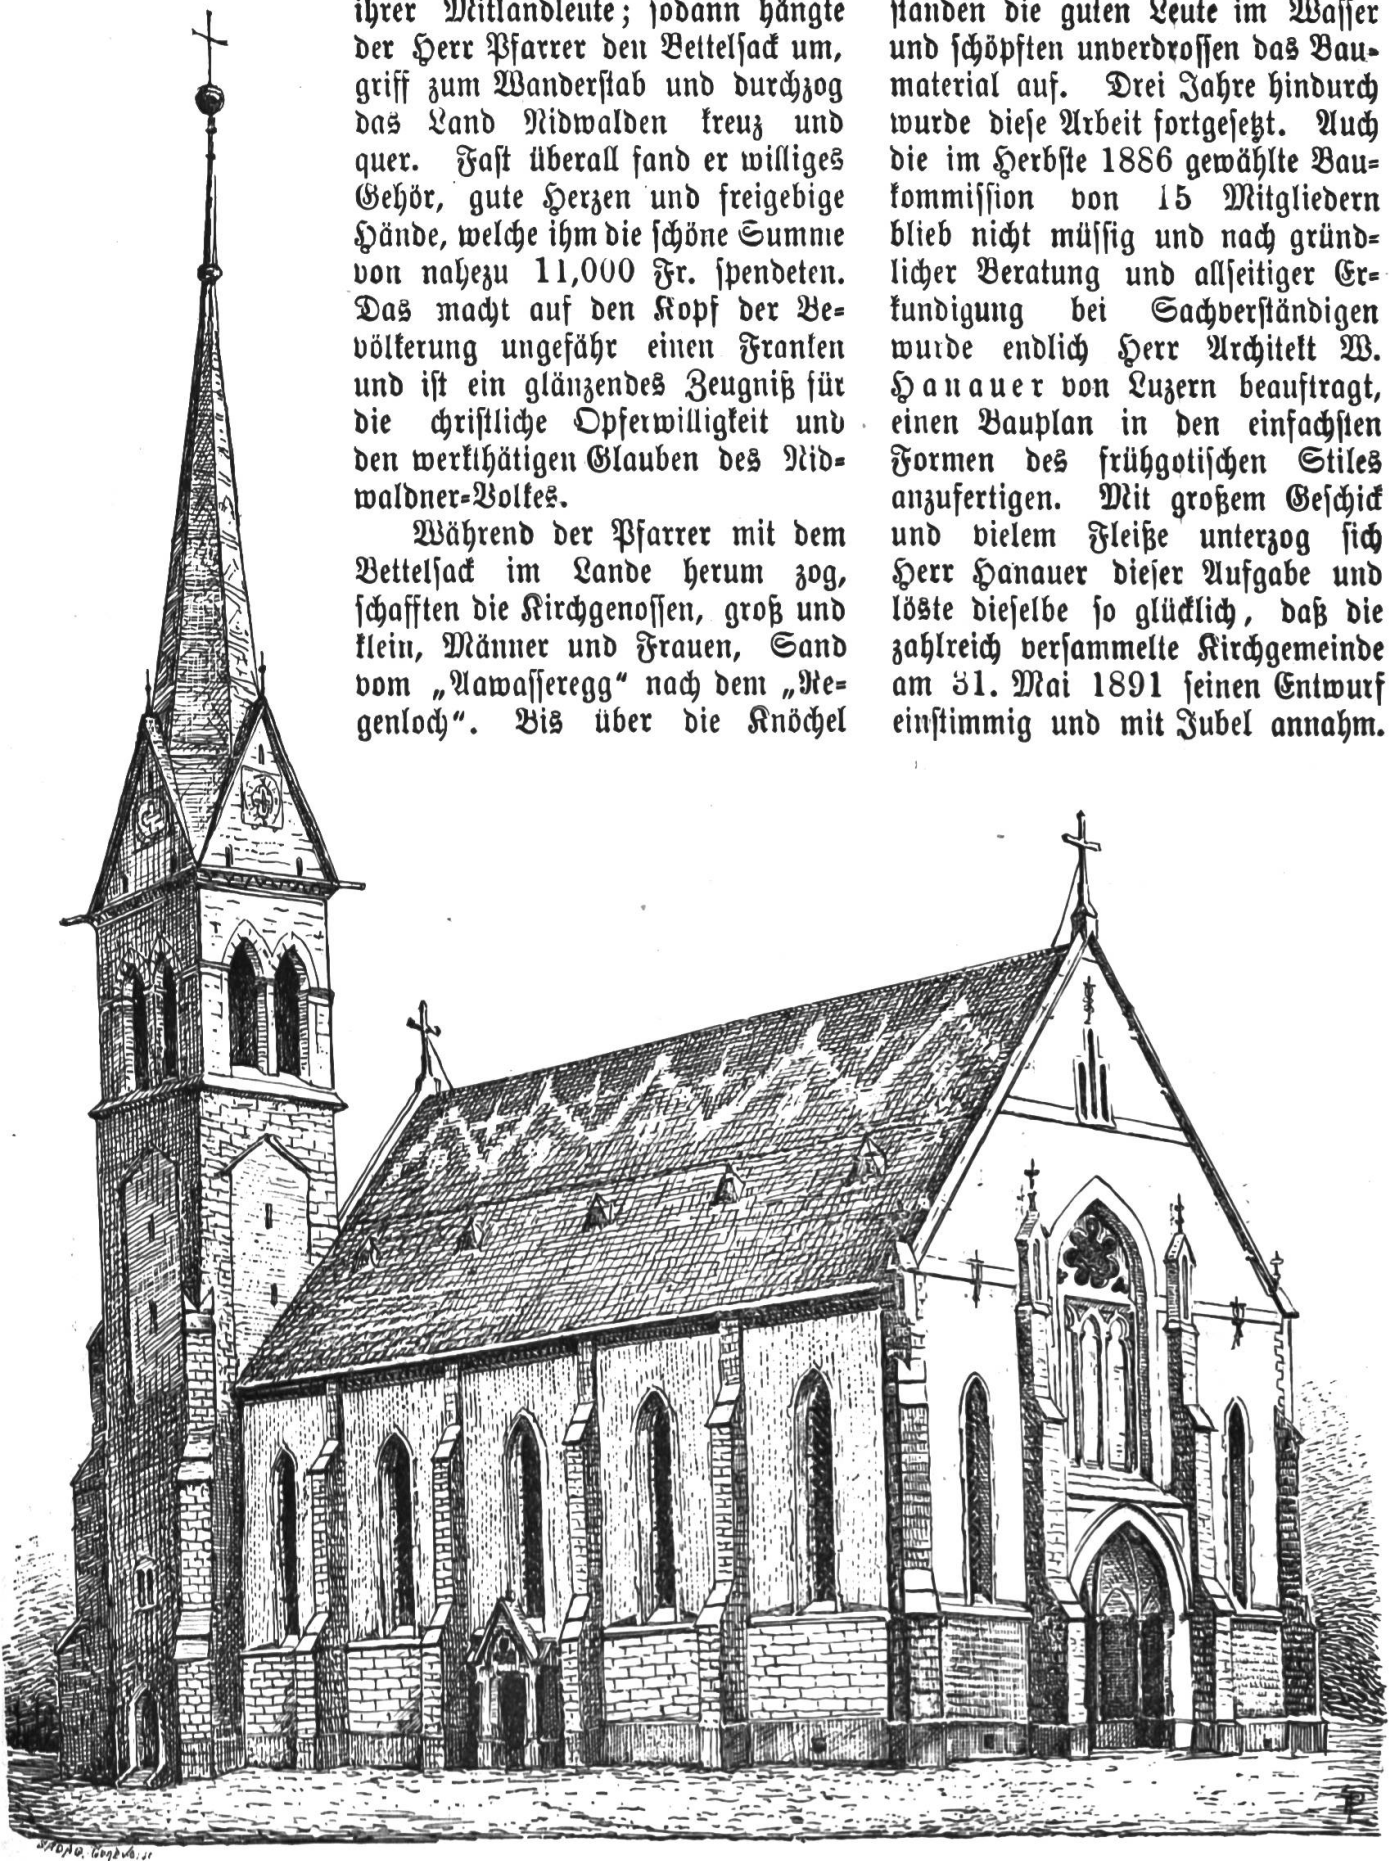 ihrer Mitlandleute; sodann hängte
der Herr Pfarrer den Bettelsack um,
griff zum Wanderstab und durchzog
das Land Nidwalden kreuz und
quer. Fast überall fand er williges
Gehör, gute Herzen und freigebige
Hände, welche ihm die schöne Summe
von nahezu 11,000 Fr. spendeten.
Das macht auf den Kopf der Be-
völkerung ungefähr einen Franken
und ist ein glänzendes Zeugniß für
die christliche Opferwilligkeit und
den werkthätigen Glauben des Nid-
waldner-Volkes.
Während der Pfarrer mit dem
Bettelsack im Lande herum zog,
schafften die Kirchgenossen, groß und
klein, Männer und Frauen, Sand
vom „Aawasseregg“ nach dem „Re-
genloch“. Bis über die Knöchel
standen die guten Leute im Wasser
und schöpften unverdrossen das Bau-
material auf. Drei Jahre hindurch
wurde diese Arbeit fortgesetzt. Auch
die im Herbste 1886 gewählte Bau-
kommission von 15 Mitgliedern
blieb nicht müssig und nach gründ-
licher Beratung und allseitiger Er-
kundigung bei Sachverständigen
wurde endlich Herr Architekt W.
Hanauer von Luzern beauftragt,
einen Bauplan in den einfachsten
Formen des frühgotischen Stiles
anzufertigen. Mit großem Geschick
und vielem Fleiße unterzog sich
Herr Hanauer dieser Aufgabe und
löste dieselbe so glücklich, daß die
zahlreich versammelte Kirchgemeinde
am 31. Mai 1891 seinen Entwurf
einstimmig und mit Jubel annahm.